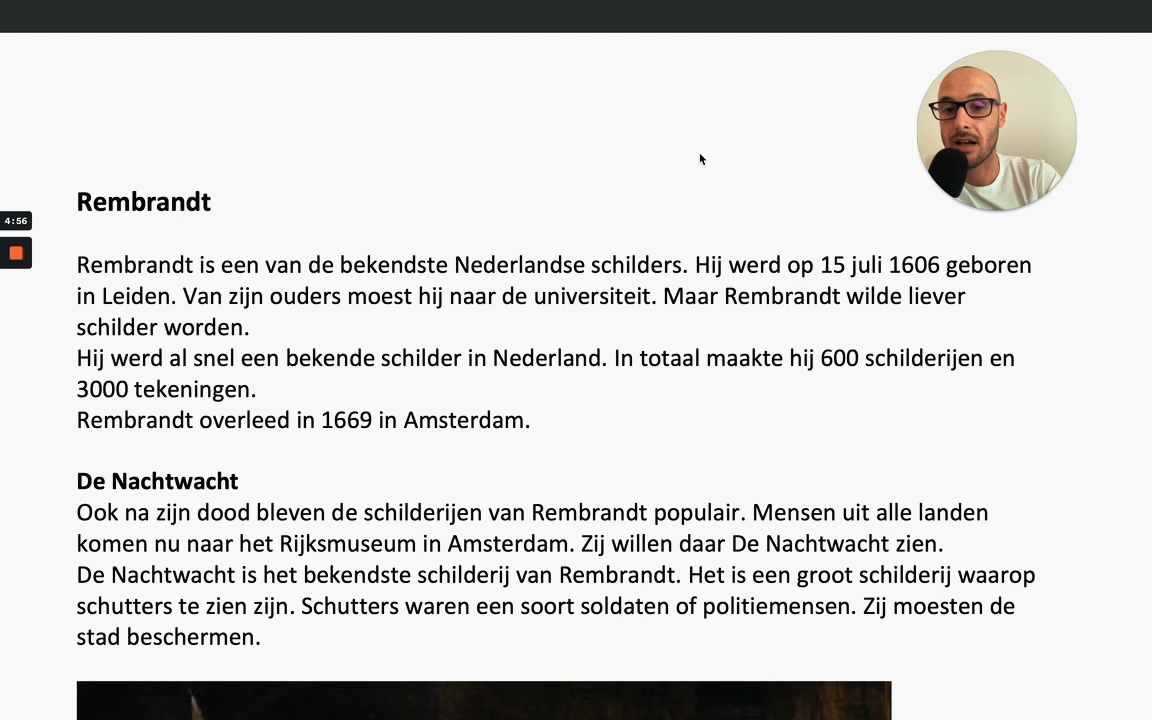 Rembrandt
4:56
Rembrandt is een van de bekendste Nederlandse schilders. Hij werd op 15 juli 1606 geboren
in Leiden. Van zijn ouders moest hij naar de universiteit. Maar Rembrandt wilde liever
schilder worden.
Hij werd al snel een bekende schilder in Nederland. In totaal maakte hij 600 schilderijen en
3000 tekeningen.
Rembrandt overleed in 1669 in Amsterdam.
De Nachtwacht
Ook na zijn dood bleven de schilderijen van Rembrandt populair. Mensen uit alle landen
komen nu naar het Rijksmuseum in Amsterdam. Zij willen daar De Nachtwacht zien.
De Nachtwacht is het bekendste schilderij van Rembrandt. Het is een groot schilderij waarop
schutters te zien zijn. Schutters waren een soort soldaten of politiemensen. Zij moesten de
stad beschermen.